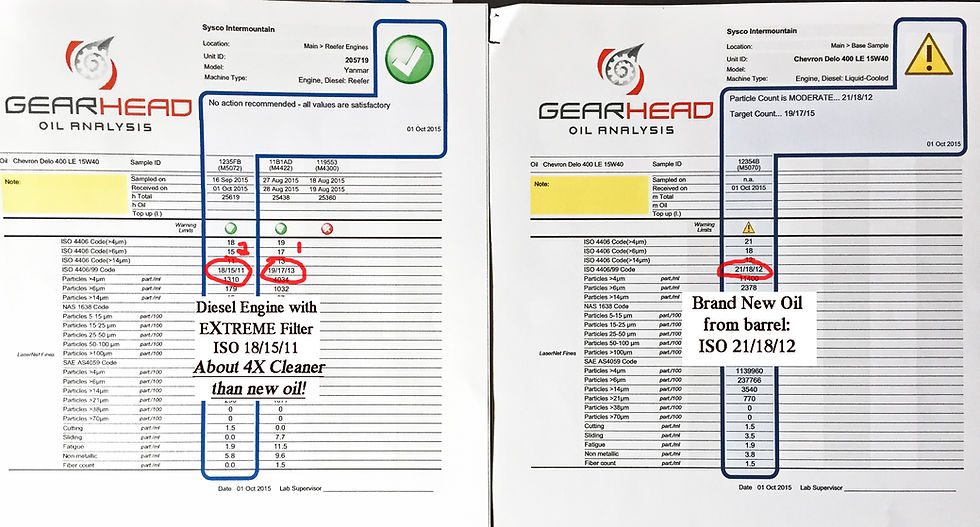 Sysco Intermountain
Location: Main > Reefer Engines
Unit ID: 205719
Model: Yanmar
Machine Type: Engine, Diesel: Reefer
GEARHEAD
OIL ANALYSIS
No action recommended - all values are satisfactory
01 Oct 2015
Oil Chevron Delo 400 LE 15W40 Sample ID 1235FB 11B1AD 119553
(M5072) (M4422) (M4300)
Note:
Sampled on 16 Sep 2015 27 Aug 2015 18 Aug 2015
Received on 01 Oct 2015 28 Aug 2015 19 Aug 2015
h Total 25619 25438 25360
h Oil
Top up (l.)
Warning
Limits
ISO 4406 Code(>4µm) 18 19
2 1
ISO 4406 Code(>6µm) 15 17
ISO 4406 Code(>14µm) 11 13
ISO 4406/99 Code 18/15/11 19/17/13
Particles >4µm part./ml 1310
Particles >6µm part./ml 179 1032
Particles >14µm part./ml
NAS 1638 Code
Particles 5-15 µm part./100
Particles 15-25 µm part./100
Particles 25-50 µm part./100
Particles 50-100 µm part./100
LaserNet Fines Particles >100µm part./100
SAE AS4059 Code
Particles >4µm part./100
Particles >6µm part./100
Particles >14µm part./100
Particles >21µm part./100
Particles >38µm part./100 0 0
Particles >70µm part./100 0 0
Cutting part./ml 1.5 0.0
Sliding part./ml 0.0 7.7
Fatigue part./ml 1.9 11.5
Non metallic part./ml 5.8 9.6
Fiber count part./ml 0.0 1.5
Diesel Engine with
EXTREME Filter
ISO 18/15/11
About 4X Cleaner
than new oil!
Date 01 Oct 2015 Lab Supervisor
Sysco Intermountain
Location: Main > Base Sample
Unit ID: Chevron Delo 400 LE 15W40
Model:
Machine Type: Engine, Diesel: Liquid-Cooled
GEARHEAD
OIL ANALYSIS
Particle Count is MODERATE... 21/18/12
Target Count... 19/17/15
01 Oct 2015
Oil Chevron Delo 400 LE 15W40 Sample ID 12354B
(M5070)
Note:
Sampled on n.a.
Received on 01 Oct 2015
m Total
m Oil
Top up (l.)
Warning
Limits
ISO 4406 Code(>4µm) 21
ISO 4406 Code(>6µm) 18
ISO 4406 Code(>14µm) 12
ISO 4406/99 Code 21/18/12
Particles >4µm part./ml 11400
Particles >6µm part./ml 2378
Particles >14µm part./ml
NAS 1638 Code
Particles 5-15 µm part./100
Particles 15-25 µm part./100
Particles 25-50 µm part./100
Particles 50-100 µm part./100
LaserNet Fines Particles >100µm part./100
SAE AS4059 Code
Particles >4µm part./100 1139960
Particles >6µm part./100 237766
Particles >14µm part./100 3540
Particles >21µm part./100 770
Particles >38µm part./100 0
Particles >70µm part./100 0
Cutting part./ml 1.5
Sliding part./ml 3.5
Fatigue part./ml 1.9
Non metallic part./ml 3.8
Fiber count part./ml 1.5
Brand New Oil
from barrel:
ISO 21/18/12
Date 01 Oct 2015 Lab Supervisor